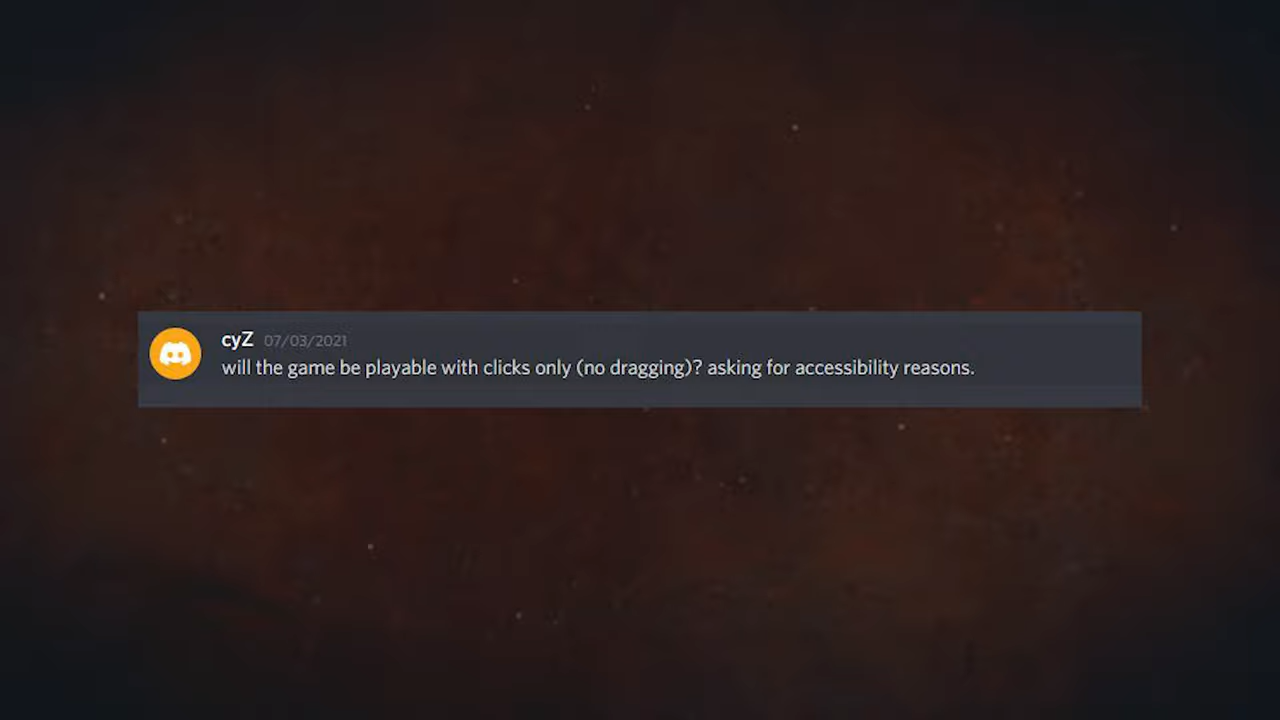 cyZ 07/03/2021
will the game be playable with clicks only (no dragging)? asking for accessibility reasons.